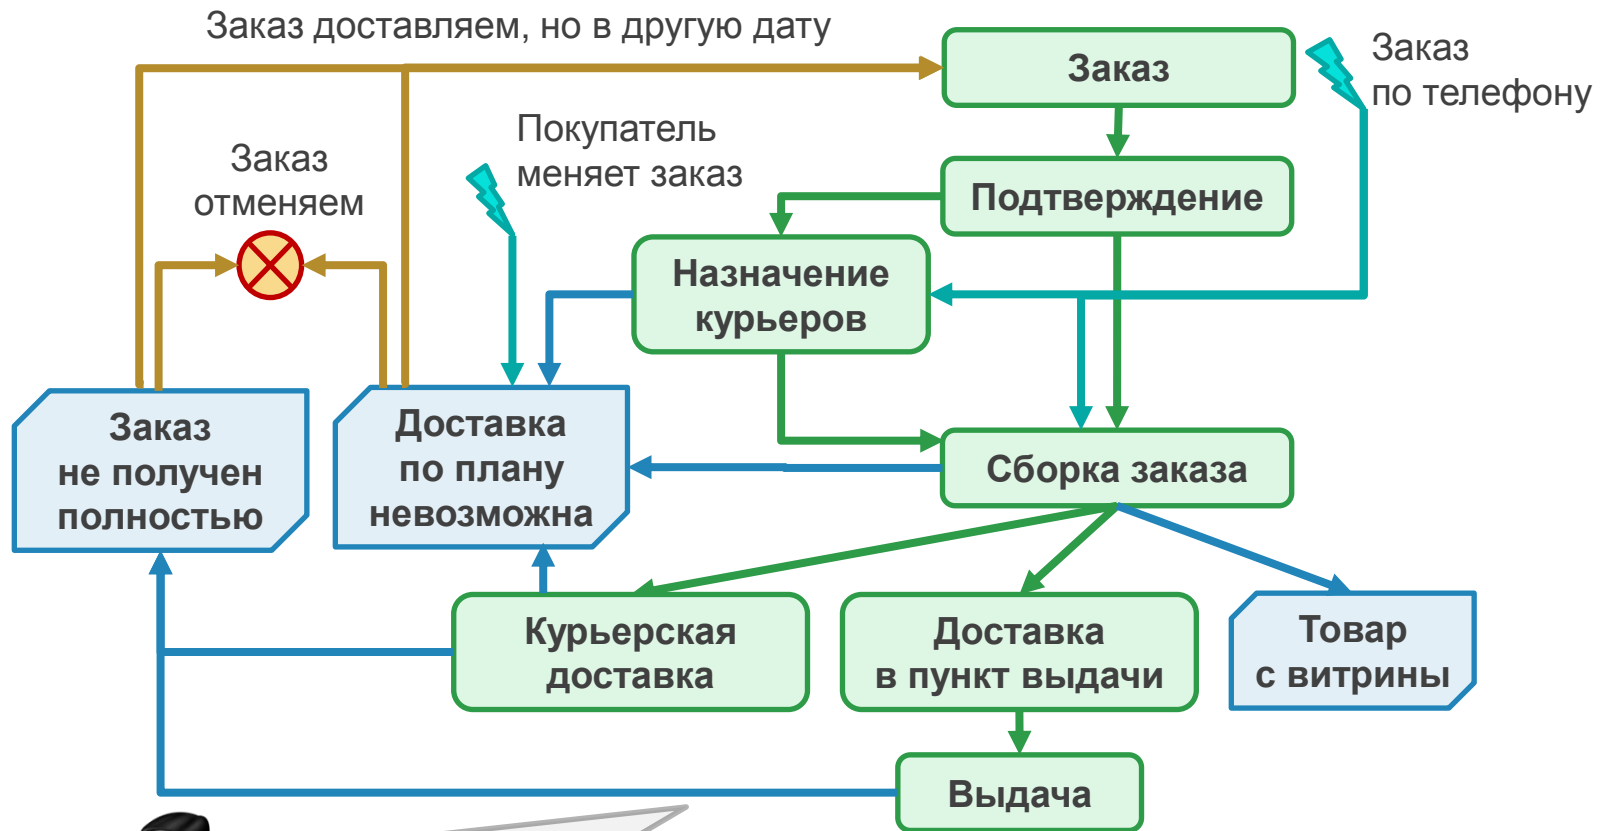 Заказ доставляем, но в другую дату
Заказ
Заказ
по телефону
Покупатель
меняет заказ
Заказ
отменяем
Подтверждение
Назначение
курьеров
Заказ
не получен
полностью
Доставка
по плану
невозможна
Сборка заказа
Курьерская
доставка
Доставка
в пункт выдачи
Товар
с витрины
Выдача